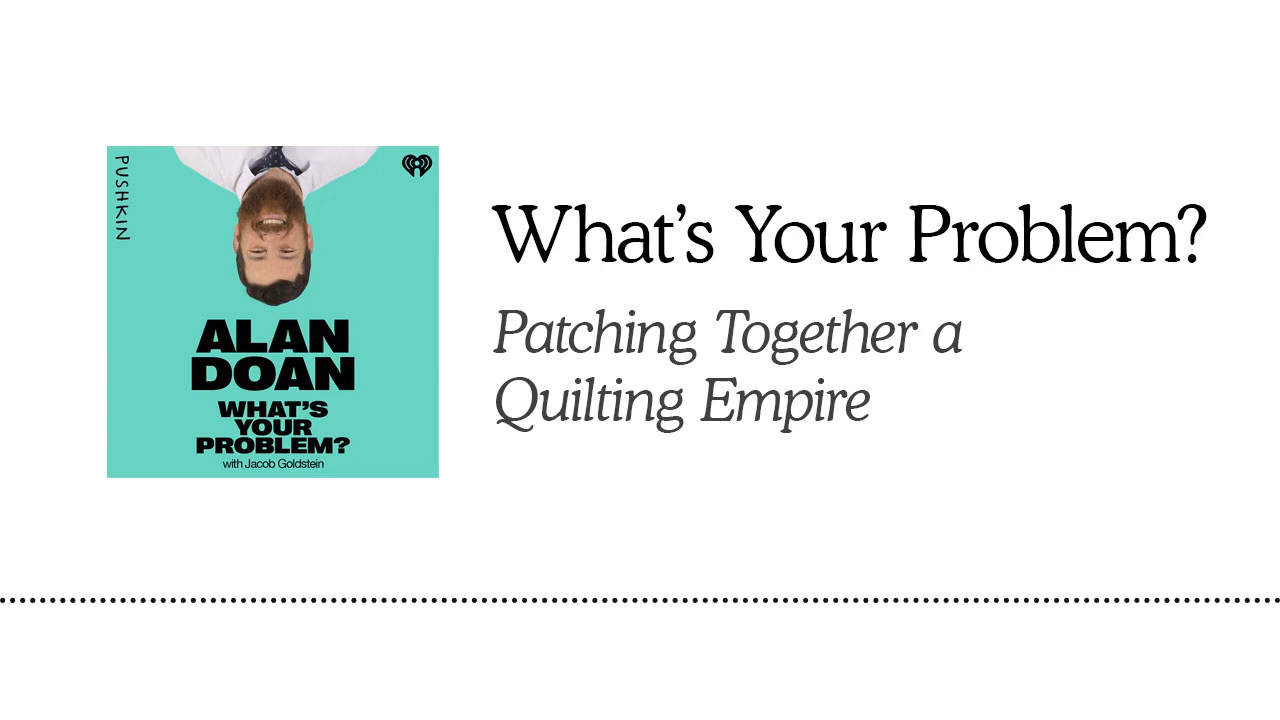 PUSHKIN
ALAN
DOAN
WHAT'S
YOUR
PROBLEM?
with Jacob Goldstein
What's Your Problem?
Patching Together a
Quilting Empire